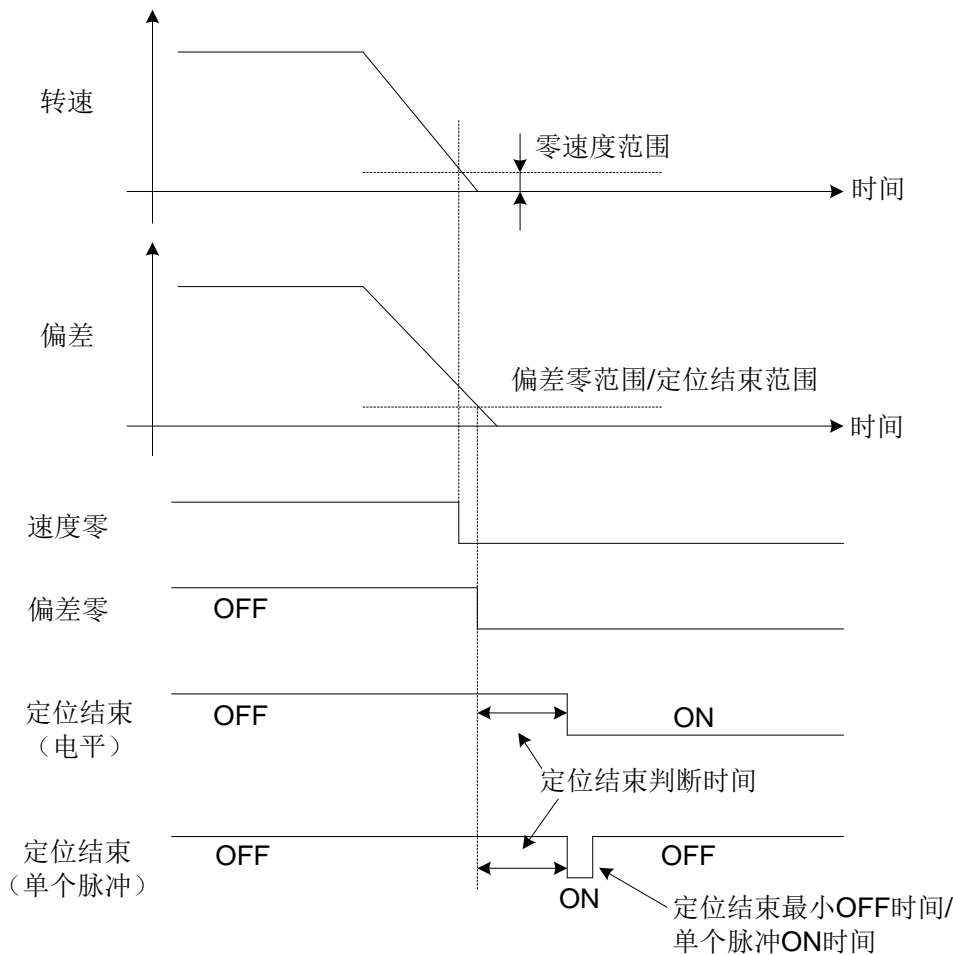 转速
零速度范围
时间
偏差
偏差零范围/定位结束范围
时间
速度零
偏差零
OFF
定位结束
（电平）
OFF
ON
定位结束判断时间
定位结束
（单个脉冲）
OFF
ON
OFF
定位结束最小OFF时间/
单个脉冲ON时间